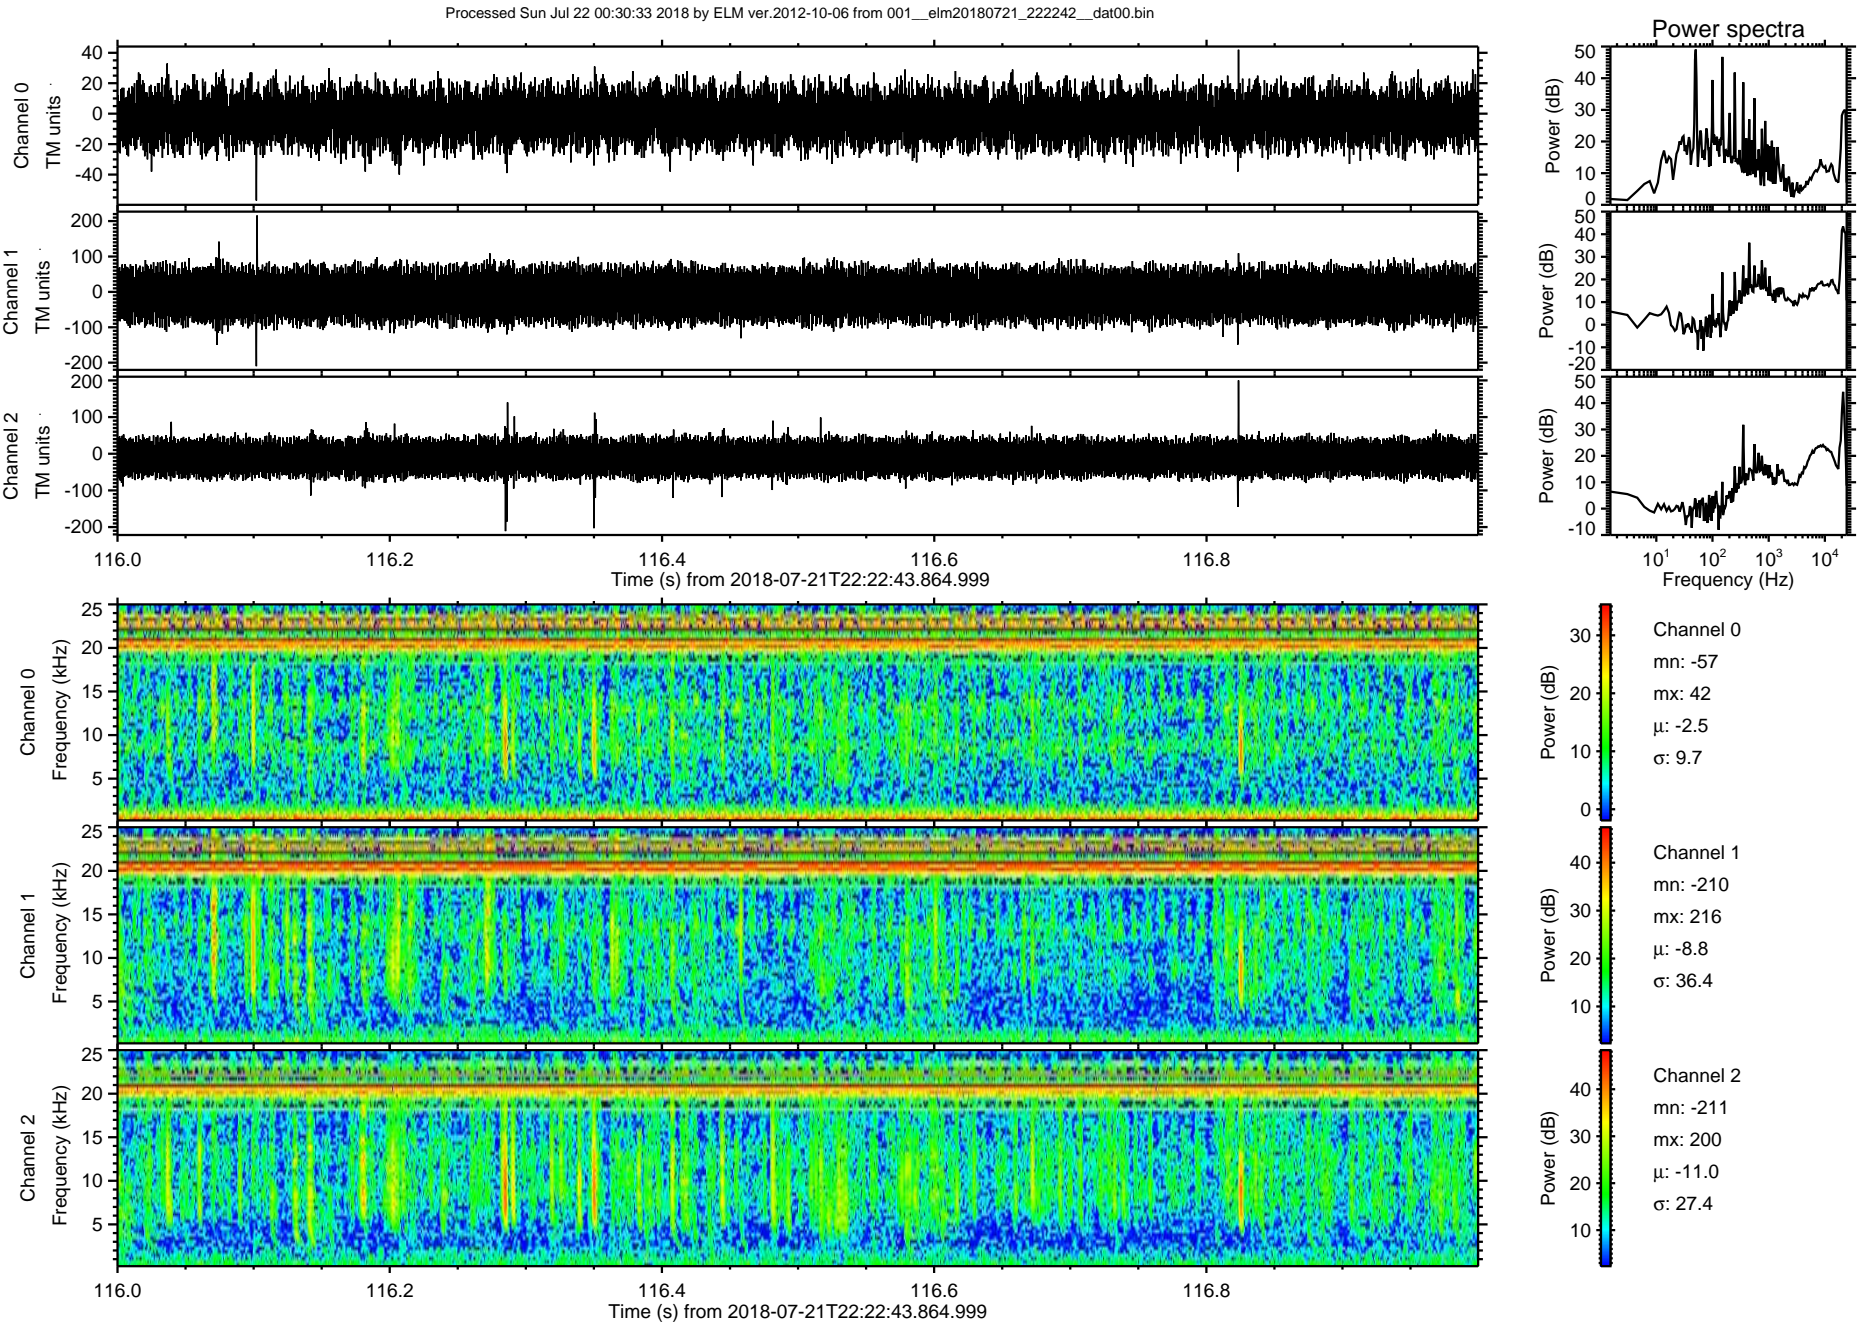 Processed Sun Jul 22 00:30:33 2018 by ELM ver.2012-10-06 from 001__elm20180721_222242__dat00.bin
Power spectra
Channel 0
TM units
40
20
0
-20
-40
Power (dB)
50
40
30
20
10
0
Channel 1
TM units
200
100
0
-100
-200
Power (dB)
50
40
30
20
10
0
-10
-20
Channel 2
TM units
200
100
0
-100
-200
Power (dB)
50
40
30
20
10
0
-10
116.0 116.2 116.4 116.6 116.8
Time (s) from 2018-07-21T22:22:43.864.999
10^1 10^2 10^3 10^4
Frequency (Hz)
Channel 0
Frequency (kHz)
25
20
15
10
5
Power (dB)
30
20
10
0
Channel 0
mn: -57
mx: 42
μ: -2.5
σ: 9.7
Channel 1
Frequency (kHz)
25
20
15
10
5
Power (dB)
40
30
20
10
Channel 1
mn: -210
mx: 216
μ: -8.8
σ: 36.4
Channel 2
Frequency (kHz)
25
20
15
10
5
Power (dB)
40
30
20
10
Channel 2
mn: -211
mx: 200
μ: -11.0
σ: 27.4
116.0 116.2 116.4 116.6 116.8
Time (s) from 2018-07-21T22:22:43.864.999